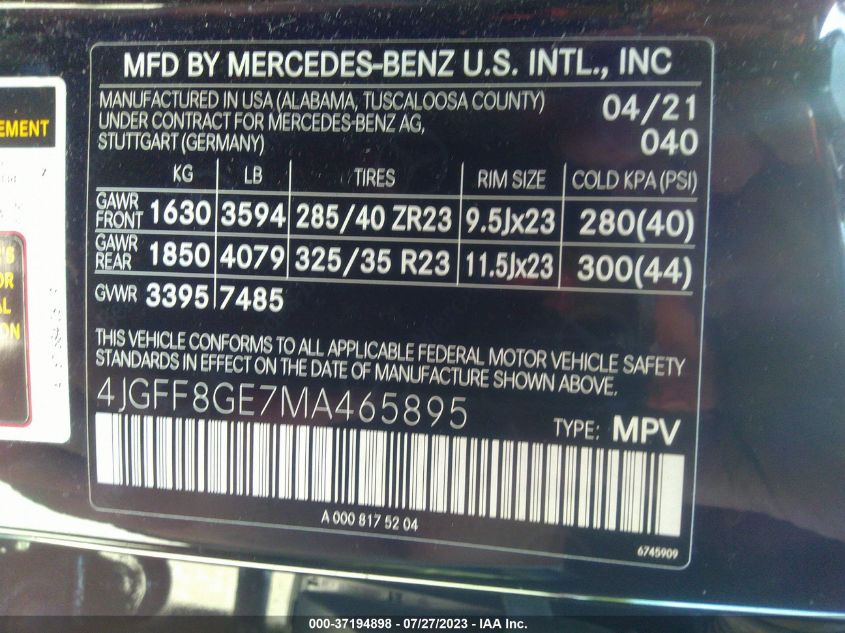 MFD BY MERCEDES-BENZ U.S. INTL., INC
MANUFACTURED IN USA (ALABAMA, TUSCALOOSA COUNTY) 04/21
UNDER CONTRACT FOR MERCEDES-BENZ AG, 040
STUTTGART (GERMANY)
KG LB TIRES RIM SIZE COLD KPA (PSI)
GAWR FRONT 1630 3594 285/40 ZR23 9.5Jx23 280(40)
GAWR REAR 1850 4079 325/35 R23 11.5Jx23 300(44)
GVWR 3395 7485
THIS VEHICLE CONFORMS TO ALL APPLICABLE FEDERAL MOTOR VEHICLE SAFETY
STANDARDS IN EFFECT ON THE DATE OF MANUFACTURE SHOWN ABOVE.
4JGFF8GE7MA465895
TYPE: MPV
A 000 817 52 04
6745909
EMENT
OR
AL
ON
000-37194898 / 07/27/2023 / IAA Inc.